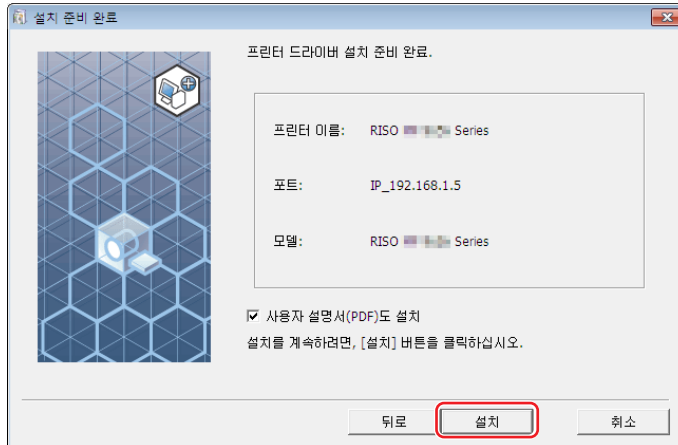 설치 준비 완료
프린터 드라이버 설치 준비 완료.
프린터 이름: RISO Series
포트: IP_192.168.1.5
모델: RISO Series
사용자 설명서(PDF)도 설치
설치를 계속하려면, [설치] 버튼을 클릭하십시오.
뒤로 설치 취소